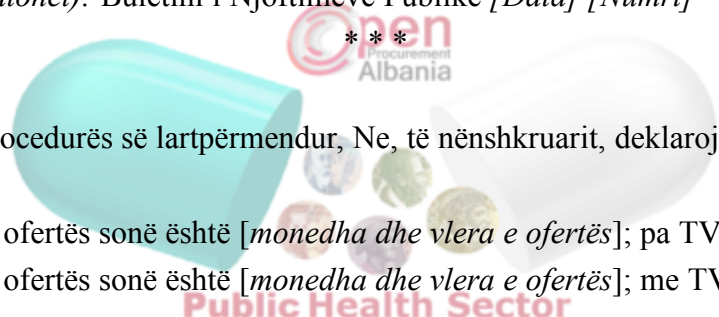 Buletini i Njoftimeve Publike [Data] [Numri]
* * *
Open
Procurement
Albania
ocedurës së lartpërmendur, Ne, të nënshkruarit, deklaroj
ofertës sonë është [monedha dhe vlera e ofertës]; pa TV
ofertës sonë është [monedha dhe vlera e ofertës]; me TV
Public Health Sector